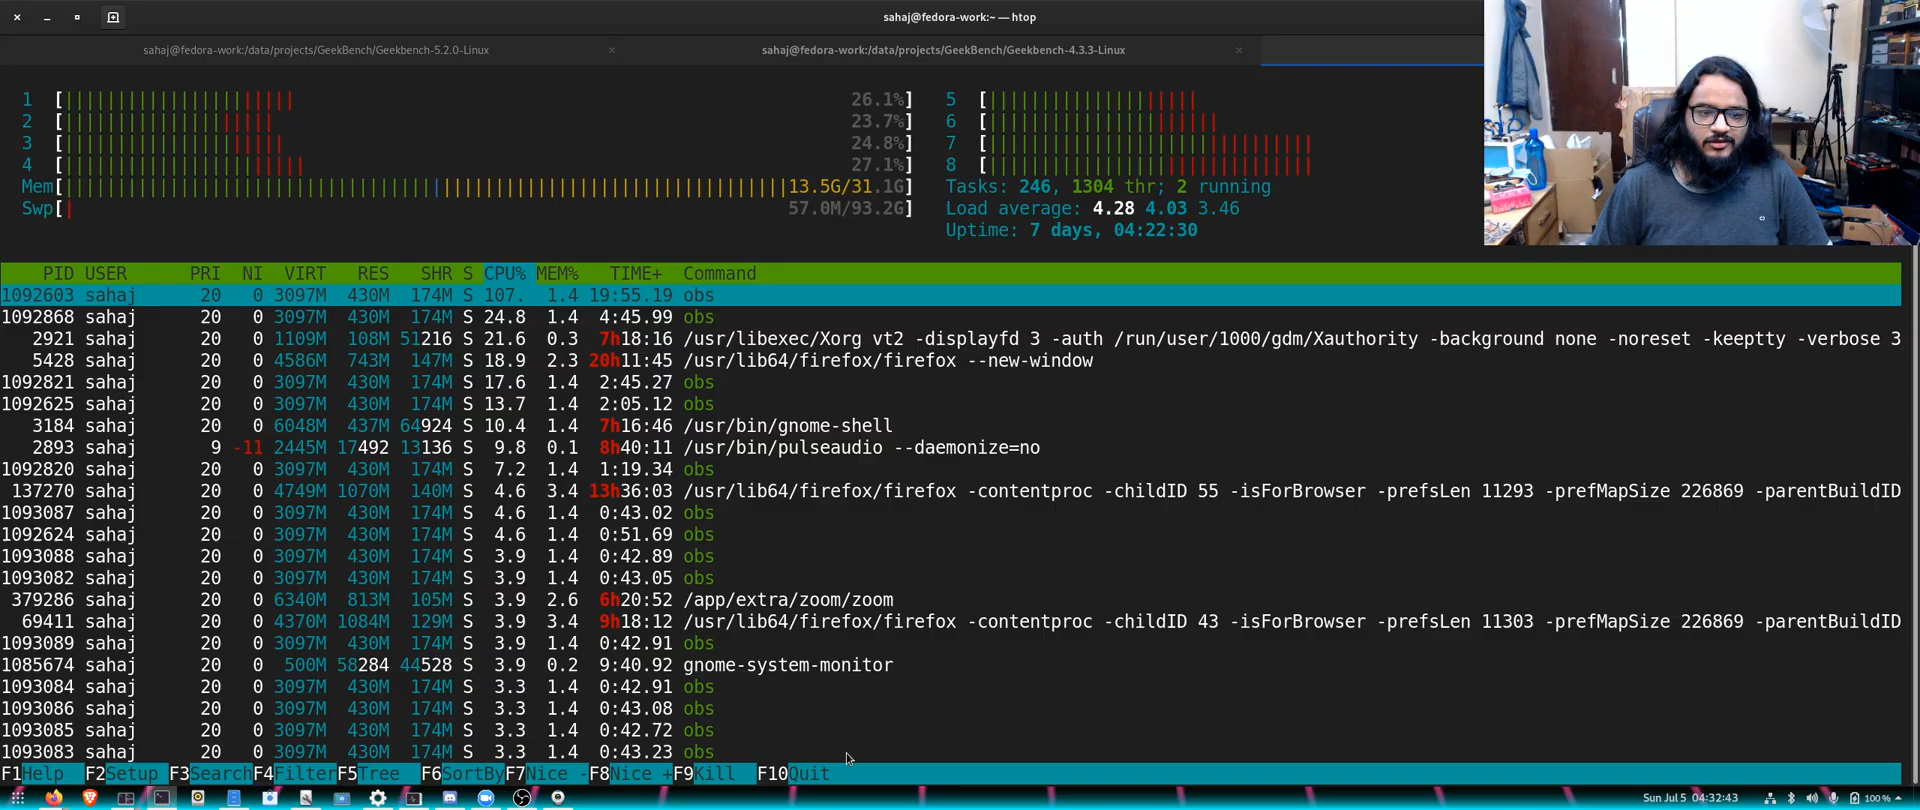 sahaj@fedora-work:~ — htop
sahaj@fedora-work:/data/projects/GeekBench/Geekbench-5.2.0-Linux × sahaj@fedora-work:/data/projects/GeekBench/Geekbench-4.3.3-Linux ×
1 [||||||||||||||||||||||26.1%] 5 [||||||||||||||||||||
2 [||||||||||||||||||||23.7%] 6 [||||||||||||||||||||||
3 [|||||||||||||||||||||24.8%] 7 [|||||||||||||||||||||||||||||||
4 [|||||||||||||||||||||||27.1%] 8 [|||||||||||||||||||||||||||||||
Mem[||||||||||||||||||||||||||||||||||||||||||||||||||||||||||||||||||||13.5G/31.1G] Tasks: 246, 1304 thr; 2 running
Swp[| 57.0M/93.2G] Load average: 4.28 4.03 3.46
Uptime: 7 days, 04:22:30
PID USER PRI NI VIRT RES SHR S CPU% MEM% TIME+ Command
1092603 sahaj 20 0 3097M 430M 174M S 107. 1.4 19:55.19 obs
1092868 sahaj 20 0 3097M 430M 174M S 24.8 1.4 4:45.99 obs
2921 sahaj 20 0 1109M 108M 51216 S 21.6 0.3 7h18:16 /usr/libexec/Xorg vt2 -displayfd 3 -auth /run/user/1000/gdm/Xauthority -background none -noreset -keeptty -verbose 3
5428 sahaj 20 0 4586M 743M 147M S 18.9 2.3 20h11:45 /usr/lib64/firefox/firefox --new-window
1092821 sahaj 20 0 3097M 430M 174M S 17.6 1.4 2:45.27 obs
1092625 sahaj 20 0 3097M 430M 174M S 13.7 1.4 2:05.12 obs
3184 sahaj 20 0 6048M 437M 64924 S 10.4 1.4 7h16:46 /usr/bin/gnome-shell
2893 sahaj 9 -11 2445M 17492 13136 S 9.8 0.1 8h40:11 /usr/bin/pulseaudio --daemonize=no
1092820 sahaj 20 0 3097M 430M 174M S 7.2 1.4 1:19.34 obs
137270 sahaj 20 0 4749M 1070M 140M S 4.6 3.4 13h36:03 /usr/lib64/firefox/firefox -contentproc -childID 55 -isForBrowser -prefsLen 11293 -prefMapSize 226869 -parentBuildID
1093087 sahaj 20 0 3097M 430M 174M S 4.6 1.4 0:43.02 obs
1092624 sahaj 20 0 3097M 430M 174M S 4.6 1.4 0:51.69 obs
1093088 sahaj 20 0 3097M 430M 174M S 3.9 1.4 0:42.89 obs
1093082 sahaj 20 0 3097M 430M 174M S 3.9 1.4 0:43.05 obs
379286 sahaj 20 0 6340M 813M 105M S 3.9 2.6 6h20:52 /app/extra/zoom/zoom
69411 sahaj 20 0 4370M 1084M 129M S 3.9 3.4 9h18:12 /usr/lib64/firefox/firefox -contentproc -childID 43 -isForBrowser -prefsLen 11303 -prefMapSize 226869 -parentBuildID
1093089 sahaj 20 0 3097M 430M 174M S 3.9 1.4 0:42.91 obs
1085674 sahaj 20 0 500M 58284 44528 S 3.9 0.2 9:40.92 gnome-system-monitor
1093084 sahaj 20 0 3097M 430M 174M S 3.3 1.4 0:42.91 obs
1093086 sahaj 20 0 3097M 430M 174M S 3.3 1.4 0:43.08 obs
1093085 sahaj 20 0 3097M 430M 174M S 3.3 1.4 0:42.72 obs
1093083 sahaj 20 0 3097M 430M 174M S 3.3 1.4 0:43.23 obs
F1Help F2Setup F3SearchF4FilterF5Tree F6SortByF7Nice -F8Nice +F9Kill F10Quit
Sun Jul 5 04:32:43 100 %